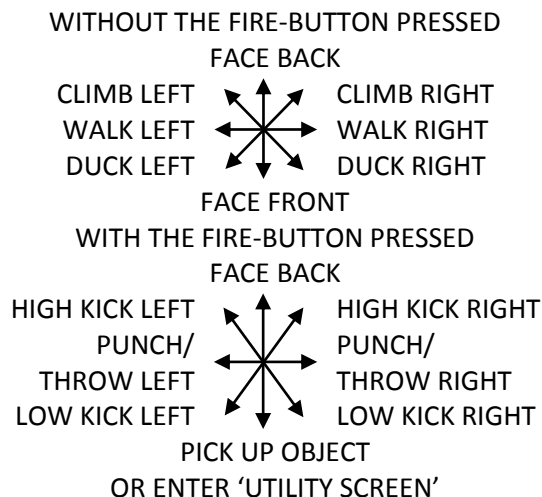 WITHOUT THE FIRE-BUTTON PRESSED
FACE BACK
CLIMB LEFT CLIMB RIGHT
WALK LEFT WALK RIGHT
DUCK LEFT DUCK RIGHT
FACE FRONT
WITH THE FIRE-BUTTON PRESSED
FACE BACK
HIGH KICK LEFT HIGH KICK RIGHT
PUNCH/ PUNCH/
THROW LEFT THROW RIGHT
LOW KICK LEFT LOW KICK RIGHT
PICK UP OBJECT
OR ENTER ‘UTILITY SCREEN’